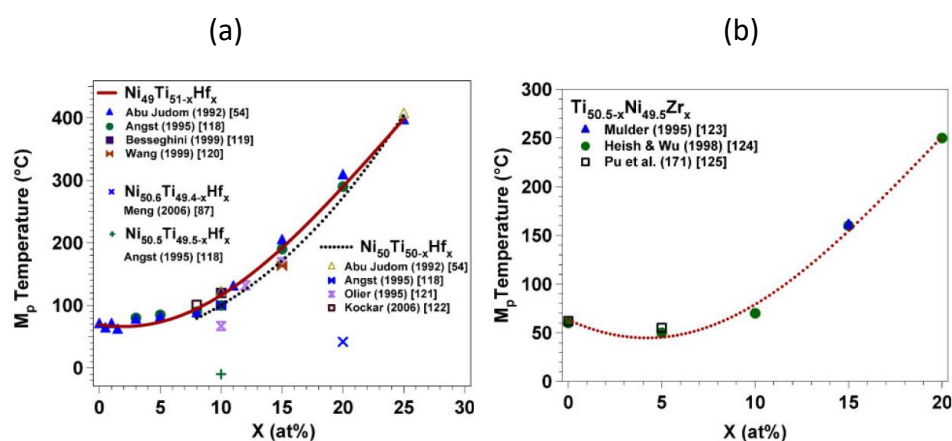 (a)
M_p Temperature (°C)
400
300
200
100
0
Ni49Ti51-xHfx
Abu Judom (1992) [54]
Angst (1995) [118]
Besseghini (1999) [119]
Wang (1999) [120]
Ni50.6Ti49.4-xHfx
Meng (2006) [87]
Ni50.5Ti49.5-xHfx
Angst (1995) [118]
Ni50Ti50-xHfx
Abu Judom (1992) [54]
Angst (1995) [118]
Olier (1995) [121]
Kockar (2006) [122]
0 5 10 15 20 25 30
X (at%)
(b)
M_p Temperature (°C)
300
250
200
150
100
50
0
Ti50.5-xNi49.5Zrx
Mulder (1995) [123]
Heish & Wu (1998) [124]
Pu et al. (171) [125]
0 5 10 15 20
X (at%)